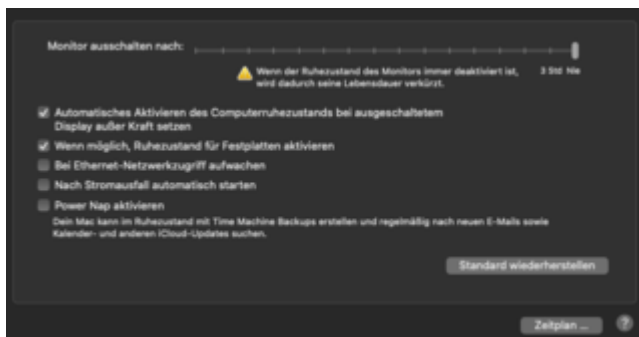 Monitor ausschalten nach:
Wenn der Ruhezustand des Monitors immer deaktiviert ist, 3 Std Nie
wird dadurch seine Lebensdauer verkürzt.
Automatisches Aktivieren des Computerruhezustands bei ausgeschaltetem
Display außer Kraft setzen
Wenn möglich, Ruhezustand für Festplatten aktivieren
Bei Ethernet-Netzwerkzugriff aufwachen
Nach Stromausfall automatisch starten
Power Nap aktivieren
Dein Mac kann im Ruhezustand mit Time Machine Backups erstellen und regelmäßig nach neuen E-Mails sowie
Kalender- und anderen iCloud-Updates suchen.
Standard wiederherstellen
Zeitplan ... ?